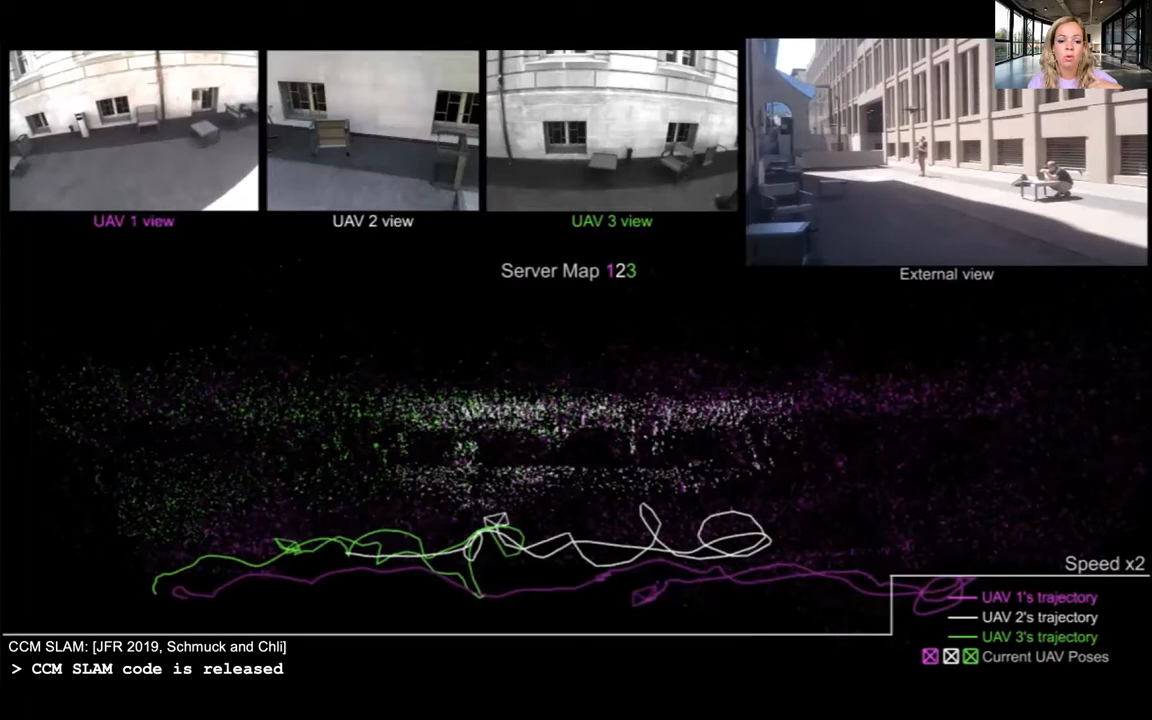 UAV 1 view
UAV 2 view
UAV 3 view
External view
Server Map 123
Speed x2
UAV 1's trajectory
UAV 2's trajectory
UAV 3's trajectory
Current UAV Poses
CCM SLAM: [JFR 2019, Schmuck and Chli]
> CCM SLAM code is released